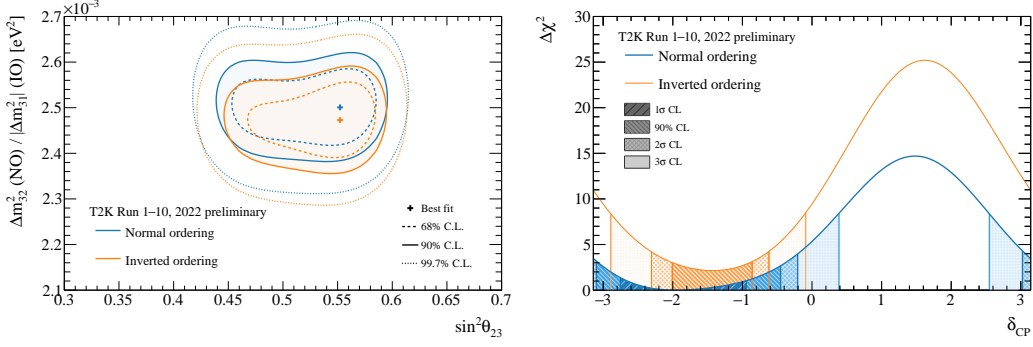 ×10⁻³
2.7
2.6
2.5
2.4
2.3
2.2
2.1
Δm²₃₂ (NO) / |Δm²₃₁| (IO) [eV²]
T2K Run 1–10, 2022 preliminary
Normal ordering
Inverted ordering
Best fit
68% C.L.
90% C.L.
99.7% C.L.
0.3 0.35 0.4 0.45 0.5 0.55 0.6 0.65 0.7
sin²θ₂₃
Δχ²
30
25
20
15
10
5
0
T2K Run 1–10, 2022 preliminary
Normal ordering
Inverted ordering
1σ CL
90% CL
2σ CL
3σ CL
−3 −2 −1 0 1 2 3
δCP